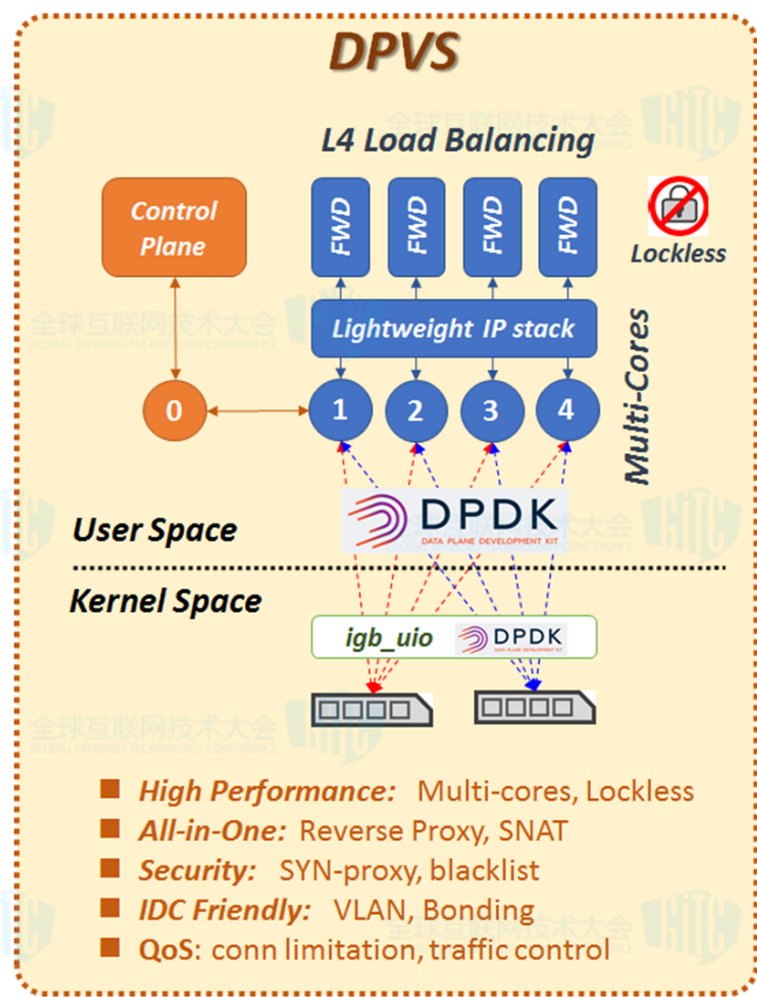 DPVS
L4 Load Balancing
Control
Plane
FWD
FWD
FWD
FWD
Lockless
Lightweight IP stack
Multi-Cores
0
1
2
3
4
DPDK
DATA PLANE DEVELOPMENT KIT
User Space
Kernel Space
igb_uio
DPDK
DATA PLANE DEVELOPMENT KIT
■ High Performance: Multi-cores, Lockless
■ All-in-One: Reverse Proxy, SNAT
■ Security: SYN-proxy, blacklist
■ IDC Friendly: VLAN, Bonding
■ QoS: conn limitation, traffic control
全球互联网技术大会
GLOBAL INTERNET TECHNOLOGY CONFERENCE